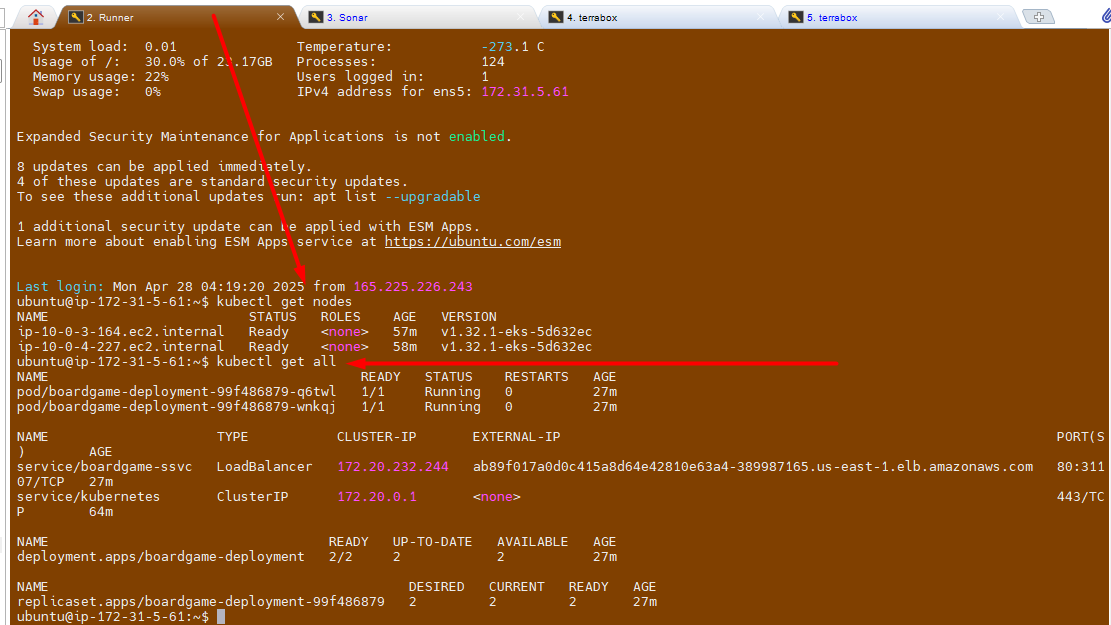 2. Runner
3. Sonar
4. terrabox
5. terrabox
System load: 0.01 Temperature: -273.1 C
Usage of /: 30.0% of 23.17GB Processes: 124
Memory usage: 22% Users logged in: 1
Swap usage: 0% IPv4 address for ens5: 172.31.5.61
Expanded Security Maintenance for Applications is not enabled.
8 updates can be applied immediately.
4 of these updates are standard security updates.
To see these additional updates run: apt list --upgradable
1 additional security update can be applied with ESM Apps.
Learn more about enabling ESM Apps service at https://ubuntu.com/esm
Last login: Mon Apr 28 04:19:20 2025 from 165.225.226.243
ubuntu@ip-172-31-5-61:~$ kubectl get nodes
NAME STATUS ROLES AGE VERSION
ip-10-0-3-164.ec2.internal Ready <none> 57m v1.32.1-eks-5d632ec
ip-10-0-4-227.ec2.internal Ready <none> 58m v1.32.1-eks-5d632ec
ubuntu@ip-172-31-5-61:~$ kubectl get all
NAME READY STATUS RESTARTS AGE
pod/boardgame-deployment-99f486879-q6twl 1/1 Running 0 27m
pod/boardgame-deployment-99f486879-wnkqj 1/1 Running 0 27m
NAME TYPE CLUSTER-IP EXTERNAL-IP PORT(S
) AGE
service/boardgame-ssvc LoadBalancer 172.20.232.244 ab89f017a0d0c415a8d64e42810e63a4-389987165.us-east-1.elb.amazonaws.com 80:311
07/TCP 27m
service/kubernetes ClusterIP 172.20.0.1 <none> 443/TC
P 64m
NAME READY UP-TO-DATE AVAILABLE AGE
deployment.apps/boardgame-deployment 2/2 2 2 27m
NAME DESIRED CURRENT READY AGE
replicaset.apps/boardgame-deployment-99f486879 2 2 2 27m
ubuntu@ip-172-31-5-61:~$